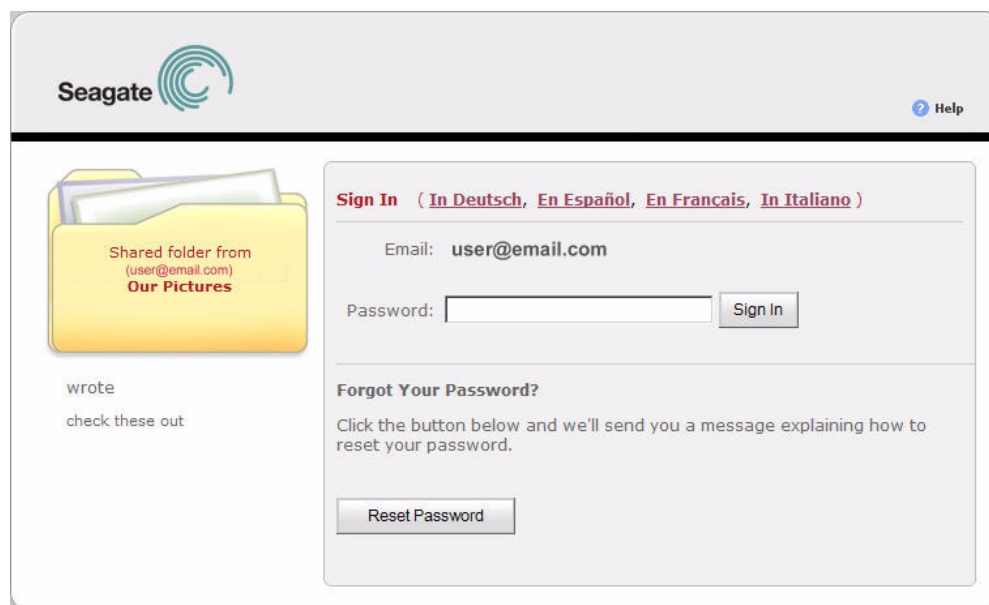 Seagate
Help
Shared folder from
(user@email.com)
Our Pictures
wrote
check these out
Sign In ( In Deutsch, En Español, En Français, In Italiano )
Email: user@email.com
Password: Sign In
Forgot Your Password?
Click the button below and we'll send you a message explaining how to
reset your password.
Reset Password